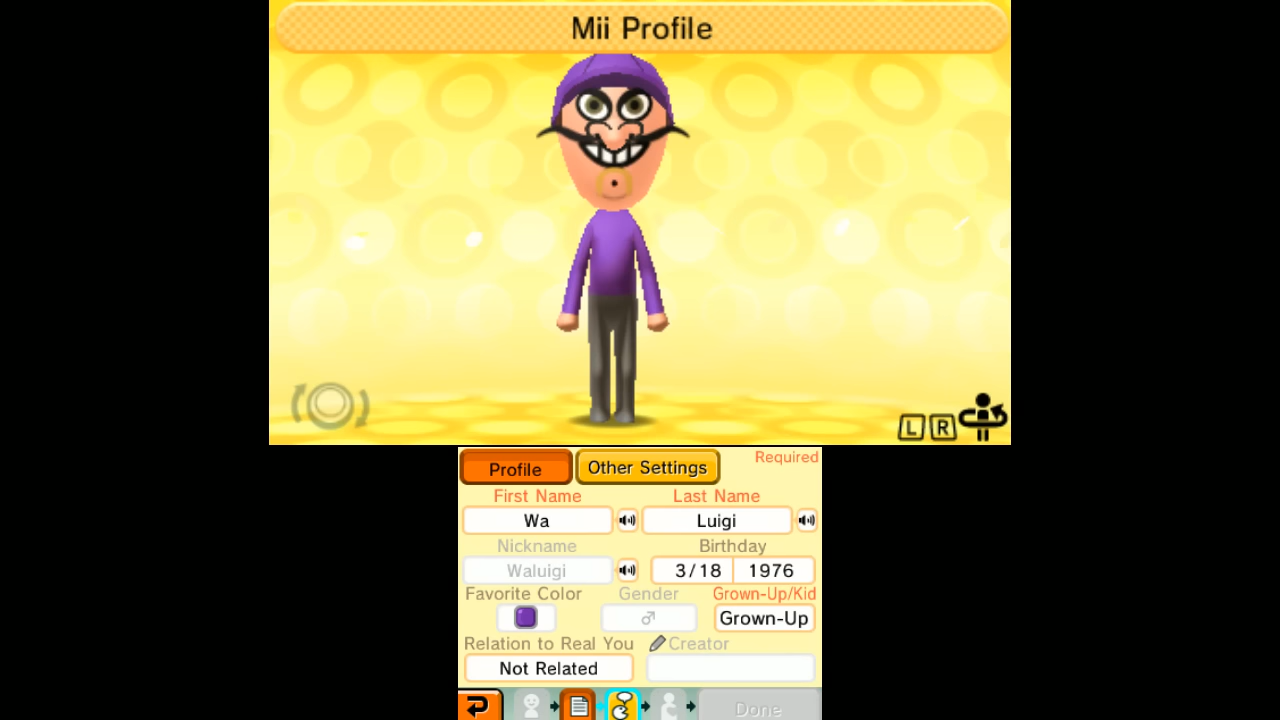 Mii Profile
L R
Profile
Other Settings
Required
First Name
Last Name
Wa
Luigi
Nickname
Birthday
Waluigi
3/18
1976
Favorite Color
Gender
Grown-Up/Kid
♂
Grown-Up
Relation to Real You
Creator
Not Related
Done